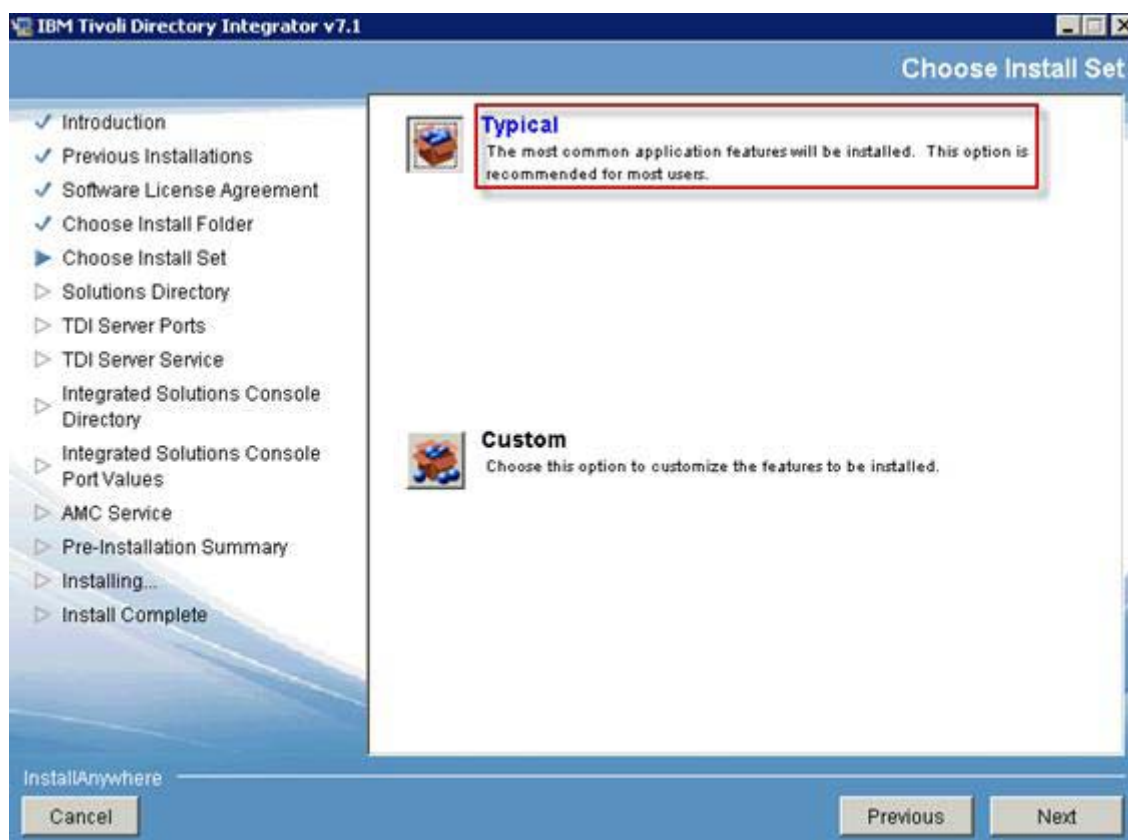 IBM Tivoli Directory Integrator v7.1
Choose Install Set
Introduction
Previous Installations
Software License Agreement
Choose Install Folder
Choose Install Set
Solutions Directory
TDI Server Ports
TDI Server Service
Integrated Solutions Console
Directory
Integrated Solutions Console
Port Values
AMC Service
Pre-Installation Summary
Installing...
Install Complete
Typical
The most common application features will be installed. This option is
recommended for most users.
Custom
Choose this option to customize the features to be installed.
InstallAnywhere
Cancel
Previous
Next